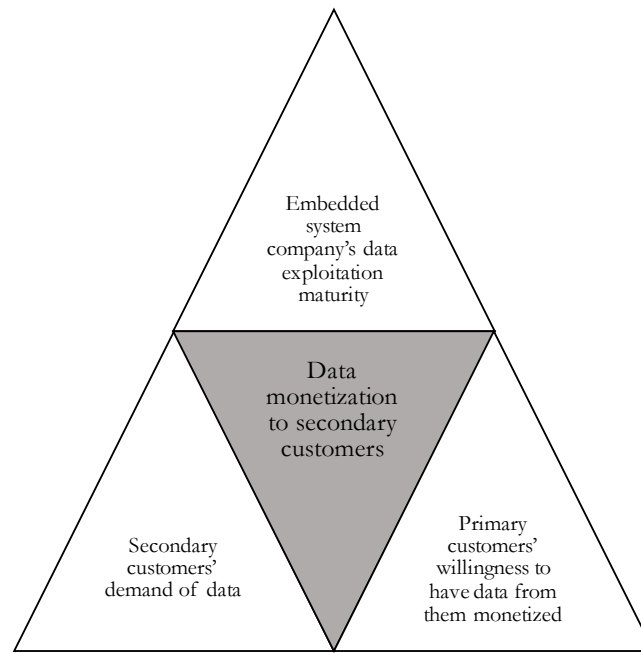 Embedded
system
company’s data
exploitation
maturity
Data
monetization
to secondary
customers
Secondary
customers’
demand of data
Primary
customers’
willingness to
have data from
them monetized